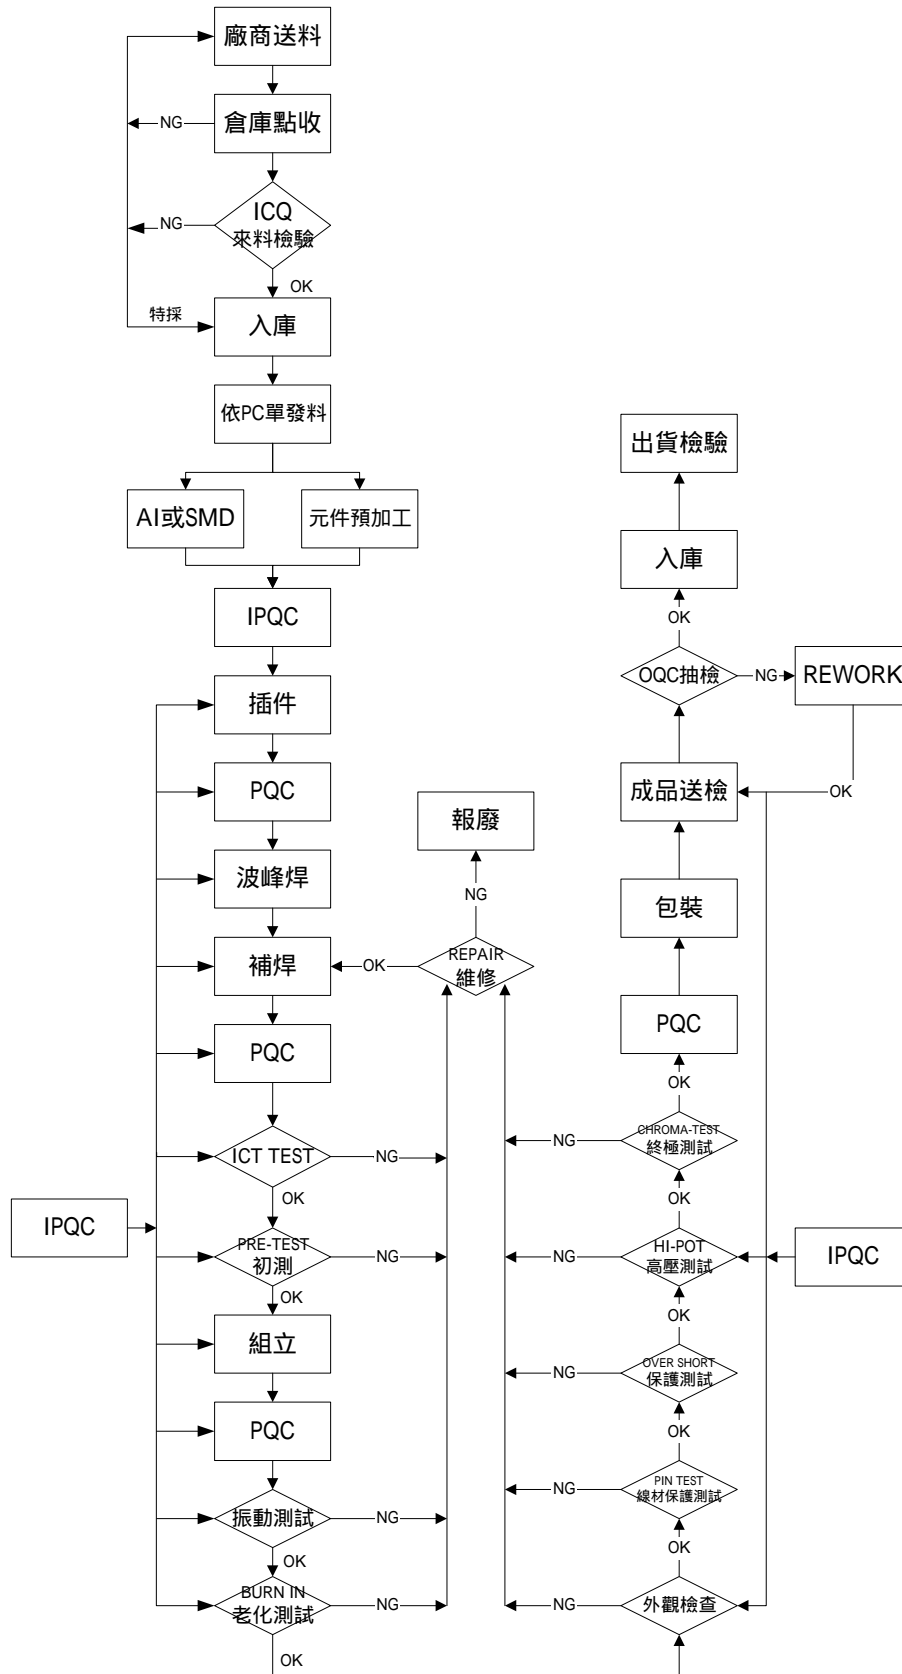 廠商送料
倉庫點收
NG
ICQ
來料檢驗
NG
OK
特採
入庫
依PC單發料
AI或SMD
元件預加工
IPQC
插件
PQC
波峰焊
補焊
PQC
ICT TEST
NG
OK
IPQC
PRE-TEST
初測
NG
OK
組立
PQC
振動測試
NG
OK
BURN IN
老化測試
NG
OK
報廢
NG
REPAIR
維修
OK
出貨檢驗
入庫
OK
OQC抽檢
NG
REWORK
成品送檢
OK
包裝
PQC
OK
CHROMA-TEST
終極測試
NG
OK
HI-POT
高壓測試
NG
IPQC
OK
OVER SHORT
保護測試
NG
OK
PIN TEST
線材保護測試
NG
OK
外觀檢查
NG